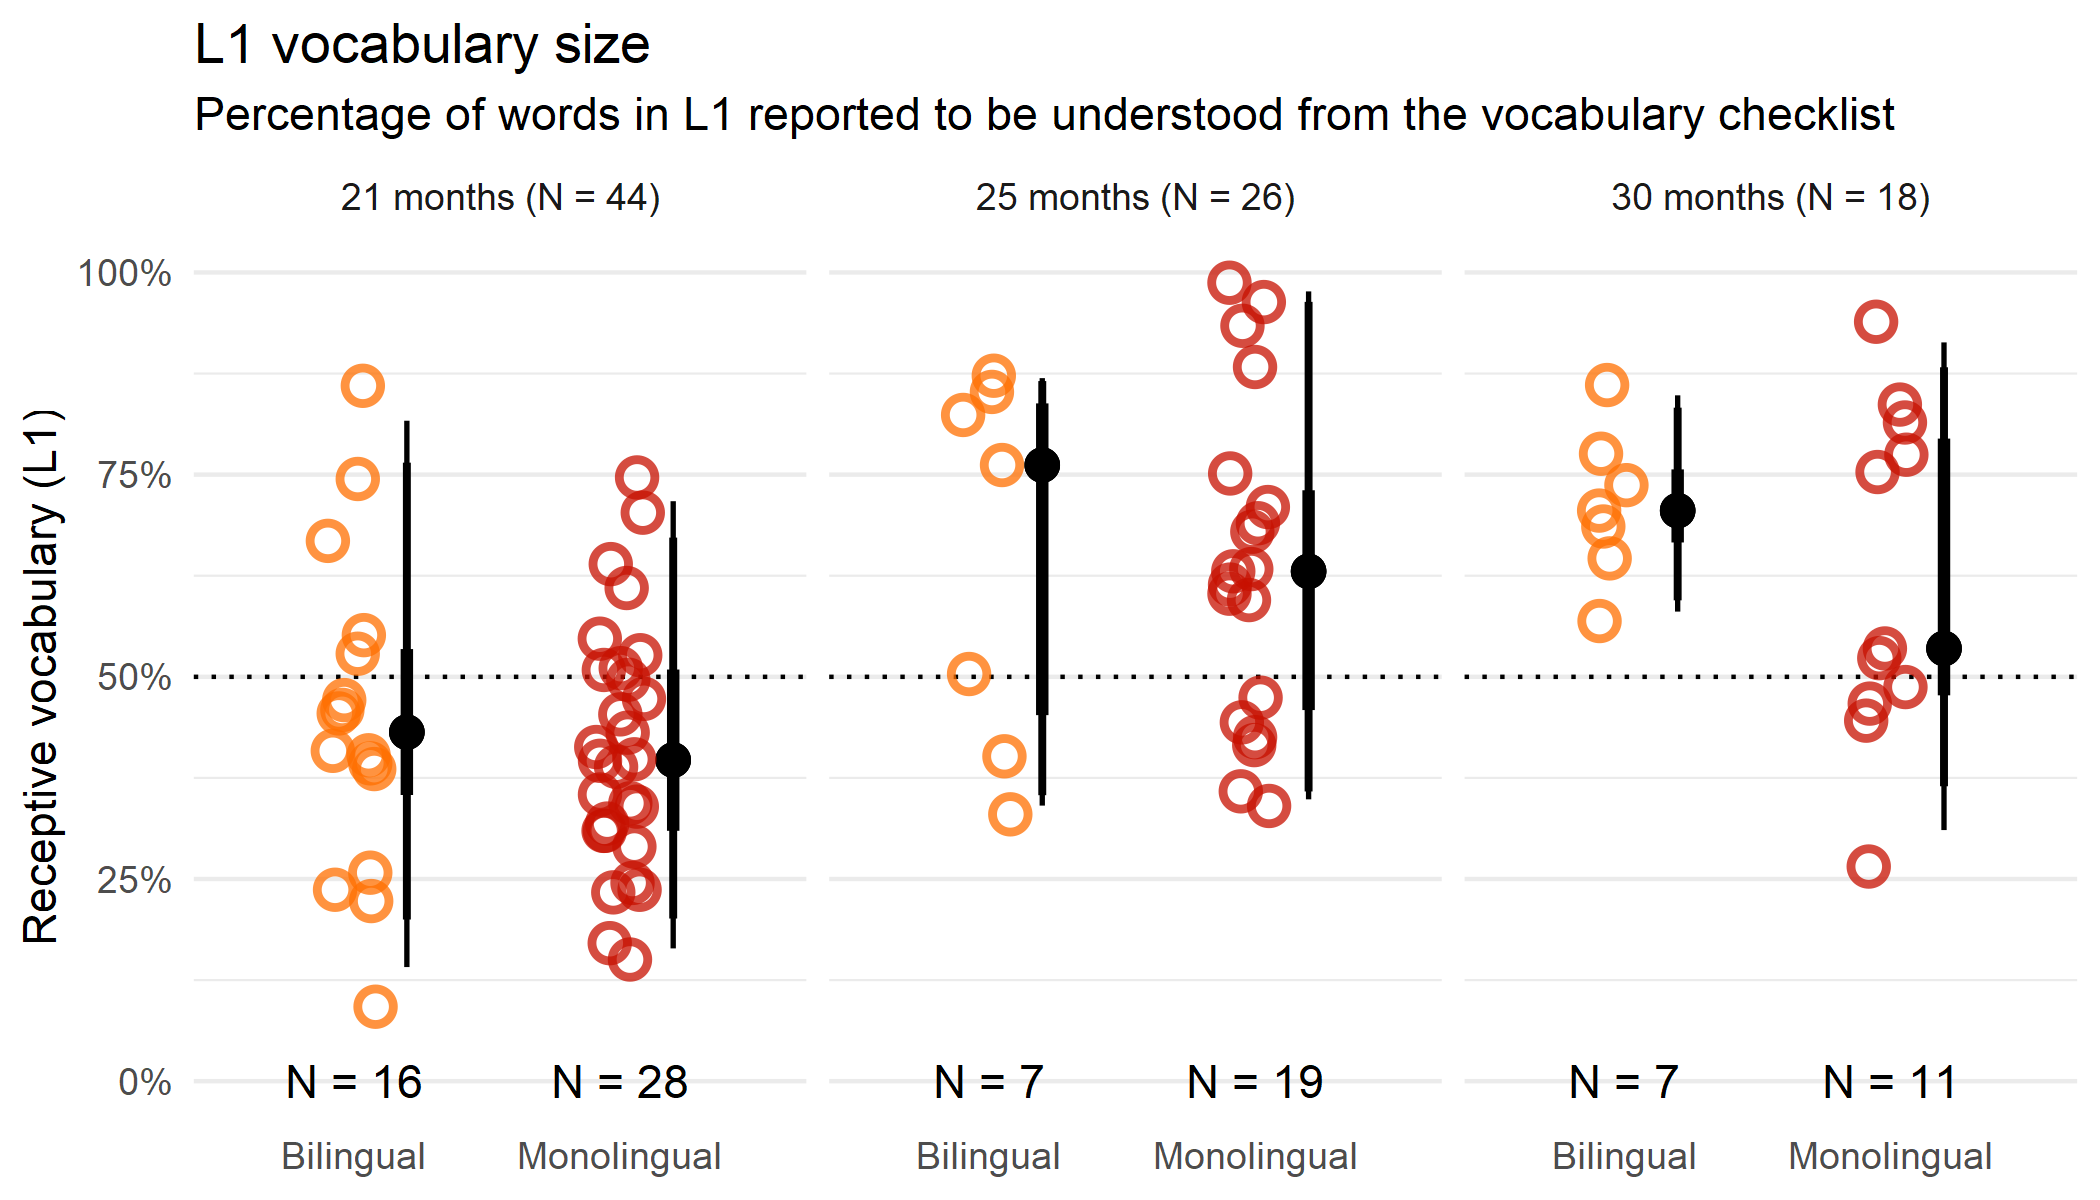 L1 vocabulary size
Percentage of words in L1 reported to be understood from the vocabulary checklist
21 months (N = 44)
25 months (N = 26)
30 months (N = 18)
Receptive vocabulary (L1)
100%
75%
50%
25%
0%
N = 16
N = 28
N = 7
N = 19
N = 7
N = 11
Bilingual
Monolingual
Bilingual
Monolingual
Bilingual
Monolingual